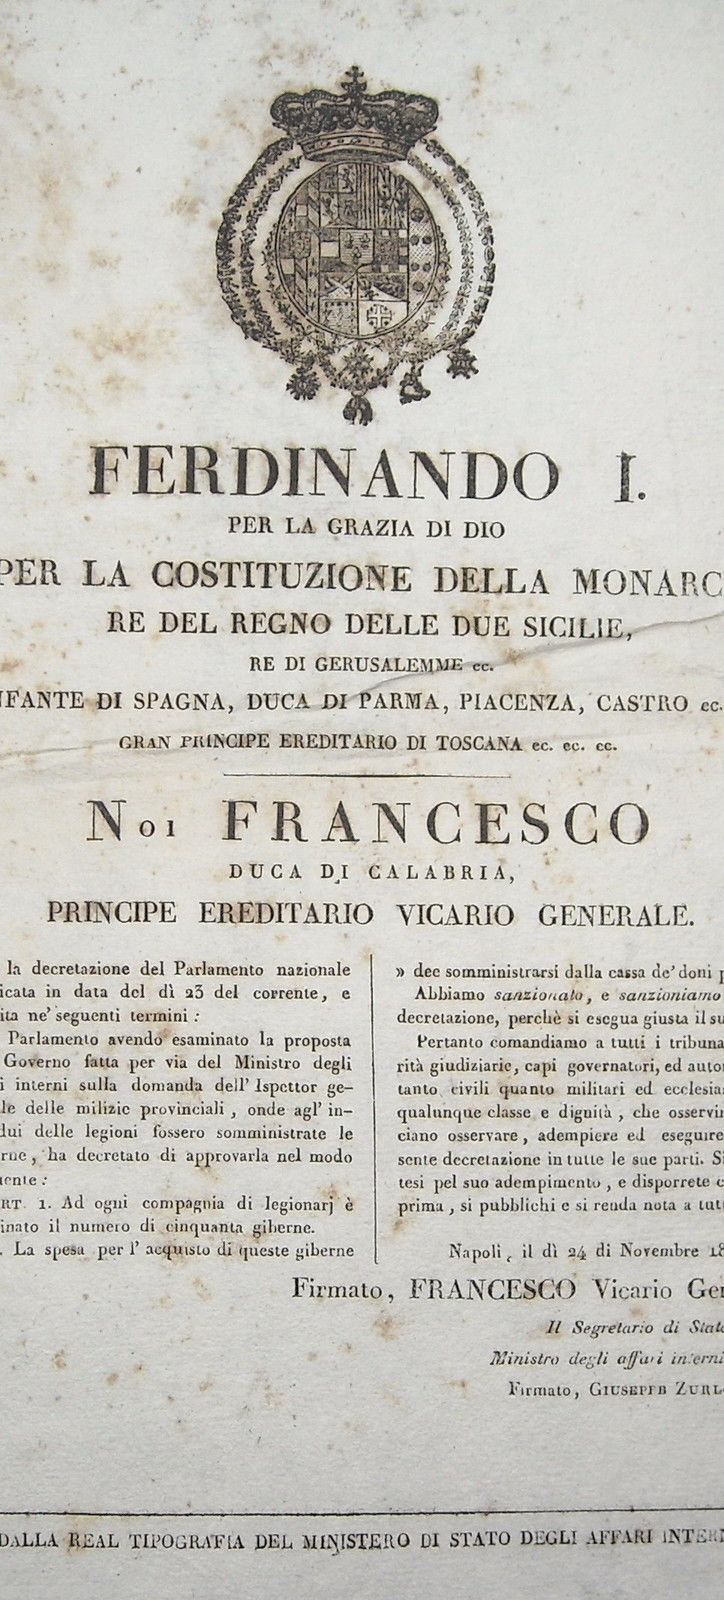 FERDINANDO I.
PER LA GRAZIA DI DIO
PER LA COSTITUZIONE DELLA MONARC
RE DEL REGNO DELLE DUE SICILIE,
RE DI GERUSALEMME ec.
NFANTE DI SPAGNA, DUCA DI PARMA, PIACENZA, CASTRO ec.
GRAN PRINCIPE EREDITARIO DI TOSCANA ec. ec. ec.
Noi FRANCESCO
DUCA DI CALABRIA,
PRINCIPE EREDITARIO VICARIO GENERALE.
la decretazione del Parlamento nazionale
icata in data del dì 23 del corrente, e
ita ne' seguenti termini :
Parlamento avendo esaminato la proposta
Governo fatta per via del Ministro degli
i interni sulla domanda dell' Ispettor ge-
le delle milizie provinciali , onde agl' in-
dui delle legioni fossero somministrate le
rne , ha decretato di approvarla nel modo
uente :
RT. 1. Ad ogni compagnia di legionarj è
inato il numero di cinquanta giberne.
. La spesa per l' acquisto di queste giberne
» dee somministrarsi dalla cassa de' doni p
Abbiamo sanzionato, e sanzioniamo
decretazione, perchè si esegua giusta il su
Pertanto comandiamo a tutti i tribuna
rità giudiziarie, capi governatori, ed autor
tanto civili quanto militari ed ecclesias
qualunque classe e dignità , che osservin
ciano osservare, adempiere ed eseguire
sente decretazione in tutte le sue parti. Si
tesi pel suo adempimento , e disporrete c
prima , si pubblichi e si renda nota a tutt
Napoli, il dì 24 di Novembre 18
Firmato, FRANCESCO Vicario Gen
Il Segretario di Stato
Ministro degli affari interni
Firmato, GIUSEPPE ZURLO
DALLA REAL TIPOGRAFIA DEL MINISTERO DI STATO DEGLI AFFARI INTERN